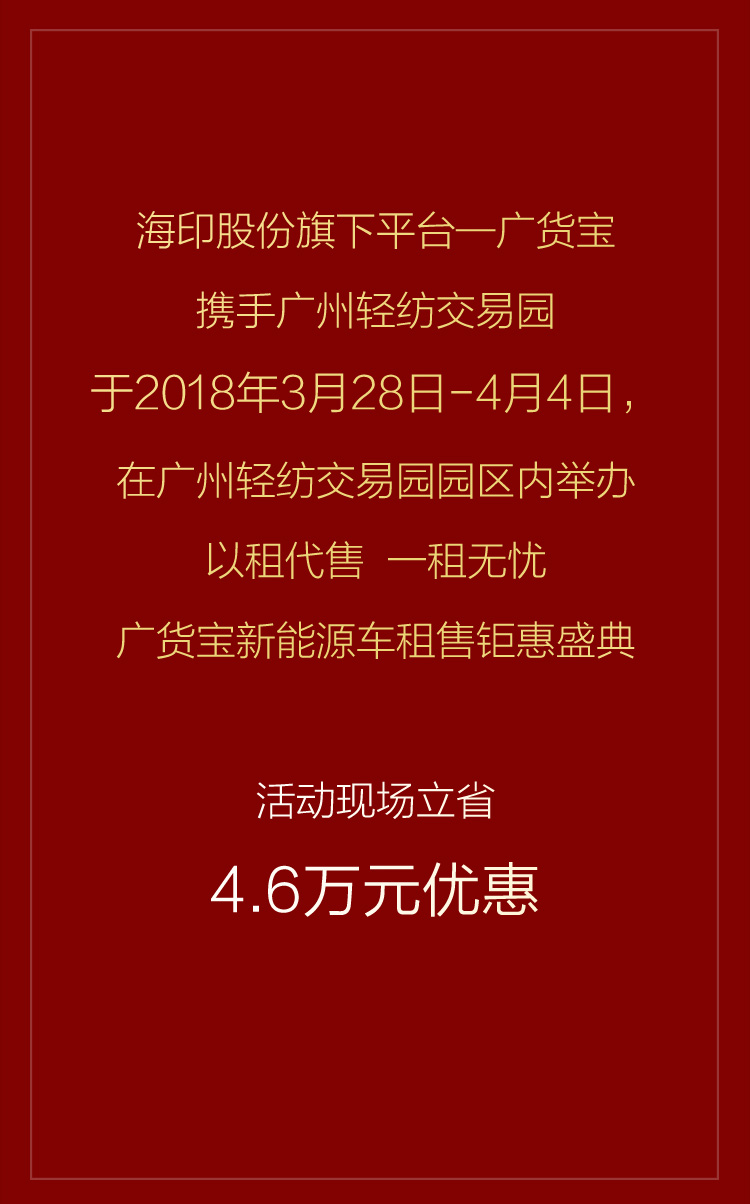 海印股份旗下平台—广货宝
携手广州轻纺交易园
于2018年3月28日-4月4日，
在广州轻纺交易园园区内举办
以租代售 一租无忧
广货宝新能源车租售钜惠盛典
活动现场立省
4.6万元优惠